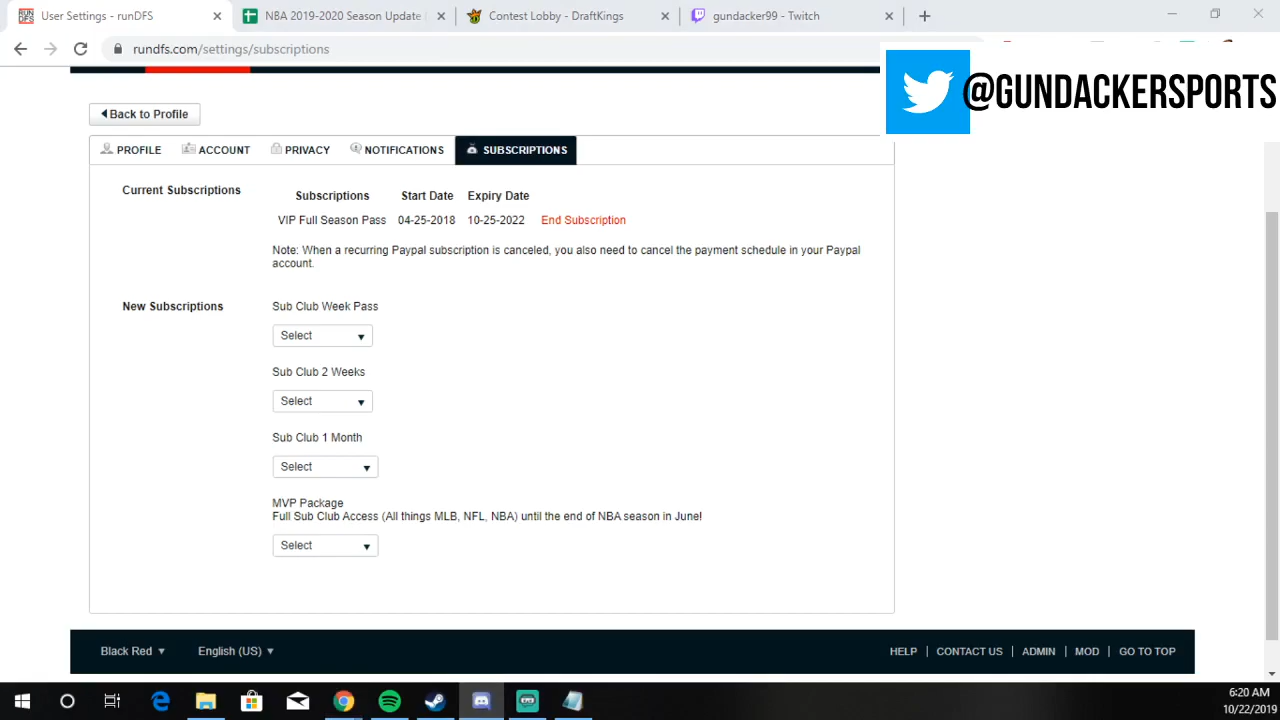 User Settings - runDFS
NBA 2019-2020 Season Update
Contest Lobby - DraftKings
gundacker99 - Twitch
rundfs.com/settings/subscriptions
@GUNDACKERSPORTS
Back to Profile
PROFILE
ACCOUNT
PRIVACY
NOTIFICATIONS
SUBSCRIPTIONS
Current Subscriptions
Subscriptions Start Date Expiry Date
VIP Full Season Pass 04-25-2018 10-25-2022 End Subscription
Note: When a recurring Paypal subscription is canceled, you also need to cancel the payment schedule in your Paypal
account.
New Subscriptions
Sub Club Week Pass
Select
Sub Club 2 Weeks
Select
Sub Club 1 Month
Select
MVP Package
Full Sub Club Access (All things MLB, NFL, NBA) until the end of NBA season in June!
Select
Black Red
English (US)
HELP | CONTACT US | ADMIN | MOD | GO TO TOP
6:20 AM
10/22/2019